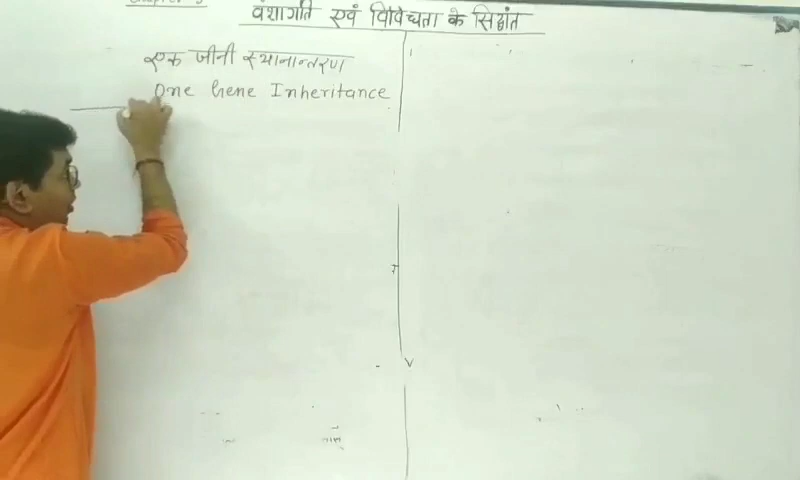 वंशागति एवं विविधता के सिद्धांत
एक जीनी स्थानान्तरण
One Gene Inheritance